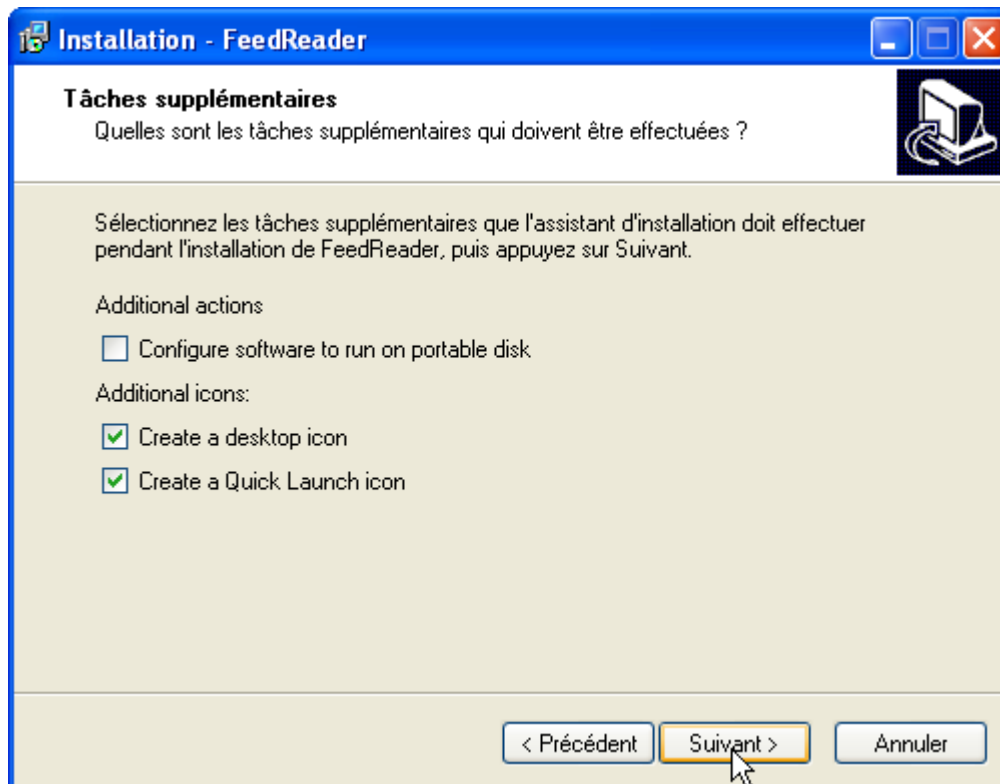 Installation - FeedReader
Tâches supplémentaires
Quelles sont les tâches supplémentaires qui doivent être effectuées ?
Sélectionnez les tâches supplémentaires que l'assistant d'installation doit effectuer
pendant l'installation de FeedReader, puis appuyez sur Suivant.
Additional actions
Configure software to run on portable disk
Additional icons:
Create a desktop icon
Create a Quick Launch icon
< Précédent
Suivant >
Annuler